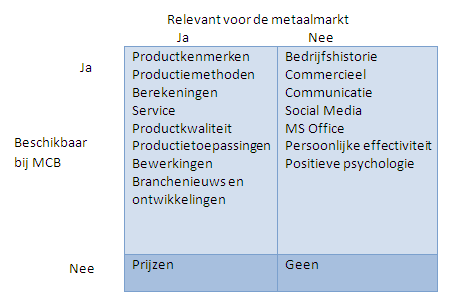 Relevant voor de metaalmarkt
Ja Nee
Ja
Beschikbaar
bij MCB
Productkenmerken
Productiemethoden
Berekeningen
Service
Productkwaliteit
Productietoepassingen
Bewerkingen
Branchenieuws en
ontwikkelingen
Bedrijfshistorie
Commercieel
Communicatie
Social Media
MS Office
Persoonlijke effectiviteit
Positieve psychologie
Nee
Prijzen
Geen